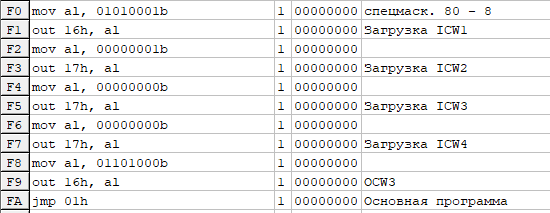 F0 mov al, 01010001b 1 00000000 спецмаск. 80 - 8
F1 out 16h, al 1 00000000 Загрузка ICW1
F2 mov al, 00000001b 1 00000000
F3 out 17h, al 1 00000000 Загрузка ICW2
F4 mov al, 00000000b 1 00000000
F5 out 17h, al 1 00000000 Загрузка ICW3
F6 mov al, 00000000b 1 00000000
F7 out 17h, al 1 00000000 Загрузка ICW4
F8 mov al, 01101000b 1 00000000
F9 out 16h, al 1 00000000 OCW3
FA jmp 01h 1 00000000 Основная программа